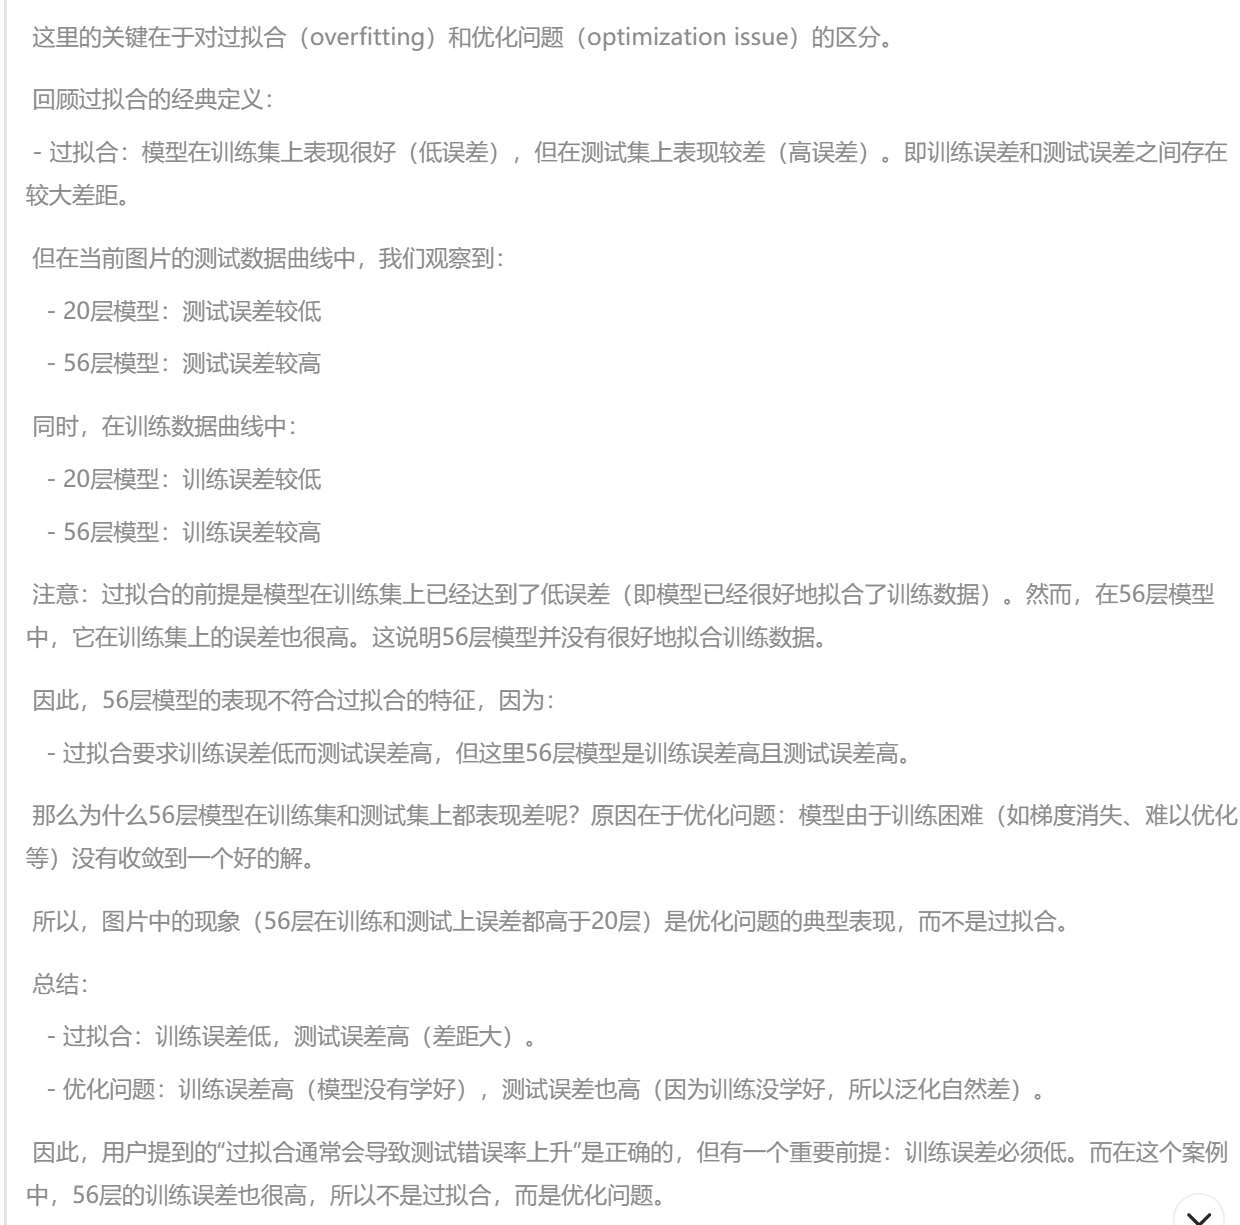 这里的关键在于对过拟合（overfitting）和优化问题（optimization issue）的区分。
回顾过拟合的经典定义：
- 过拟合：模型在训练集上表现很好（低误差），但在测试集上表现较差（高误差）。即训练误差和测试误差之间存在
较大差距。
但在当前图片的测试数据曲线中，我们观察到：
- 20层模型：测试误差较低
- 56层模型：测试误差较高
同时，在训练数据曲线中：
- 20层模型：训练误差较低
- 56层模型：训练误差较高
注意：过拟合的前提是模型在训练集上已经达到了低误差（即模型已经很好地拟合了训练数据）。然而，在56层模型
中，它在训练集上的误差也很高。这说明56层模型并没有很好地拟合训练数据。
因此，56层模型的表现不符合过拟合的特征，因为：
- 过拟合要求训练误差低而测试误差高，但这里56层模型是训练误差高且测试误差高。
那么为什么56层模型在训练集和测试集上都表现差呢？原因在于优化问题：模型由于训练困难（如梯度消失、难以优化
等）没有收敛到一个好的解。
所以，图片中的现象（56层在训练和测试上误差都高于20层）是优化问题的典型表现，而不是过拟合。
总结：
- 过拟合：训练误差低，测试误差高（差距大）。
- 优化问题：训练误差高（模型没有学好），测试误差也高（因为训练没学好，所以泛化自然差）。
因此，用户提到的“过拟合通常会导致测试错误率上升”是正确的，但有一个重要前提：训练误差必须低。而在这个案例
中，56层的训练误差也很高，所以不是过拟合，而是优化问题。